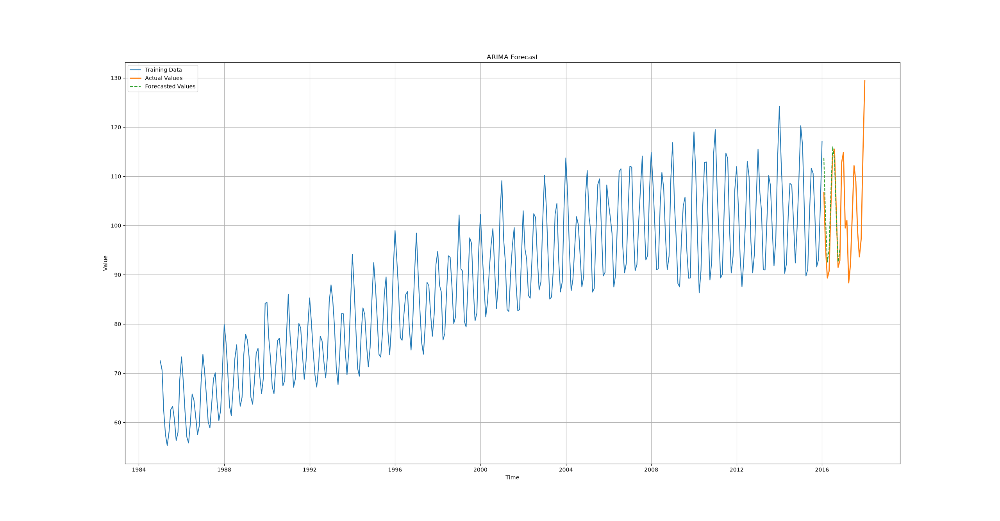 ARIMA Forecast
Training Data
Actual Values
Forecasted Values
130
120
110
100
90
80
70
60
Value
1984 1988 1992 1996 2000 2004 2008 2012 2016
Time